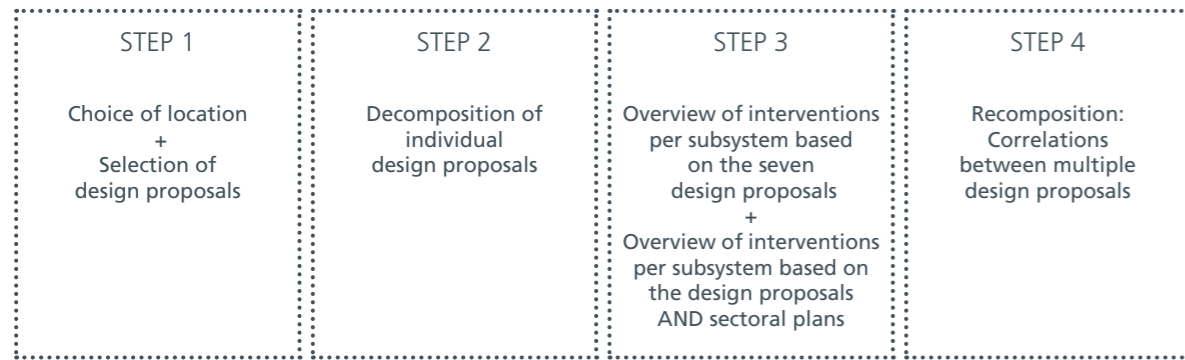 STEP 1
Choice of location
+
Selection of
design proposals
STEP 2
Decomposition of
individual
design proposals
STEP 3
Overview of interventions
per subsystem based
on the seven
design proposals
+
Overview of interventions
per subsystem based on
the design proposals
AND sectoral plans
STEP 4
Recomposition:
Correlations
between multiple
design proposals